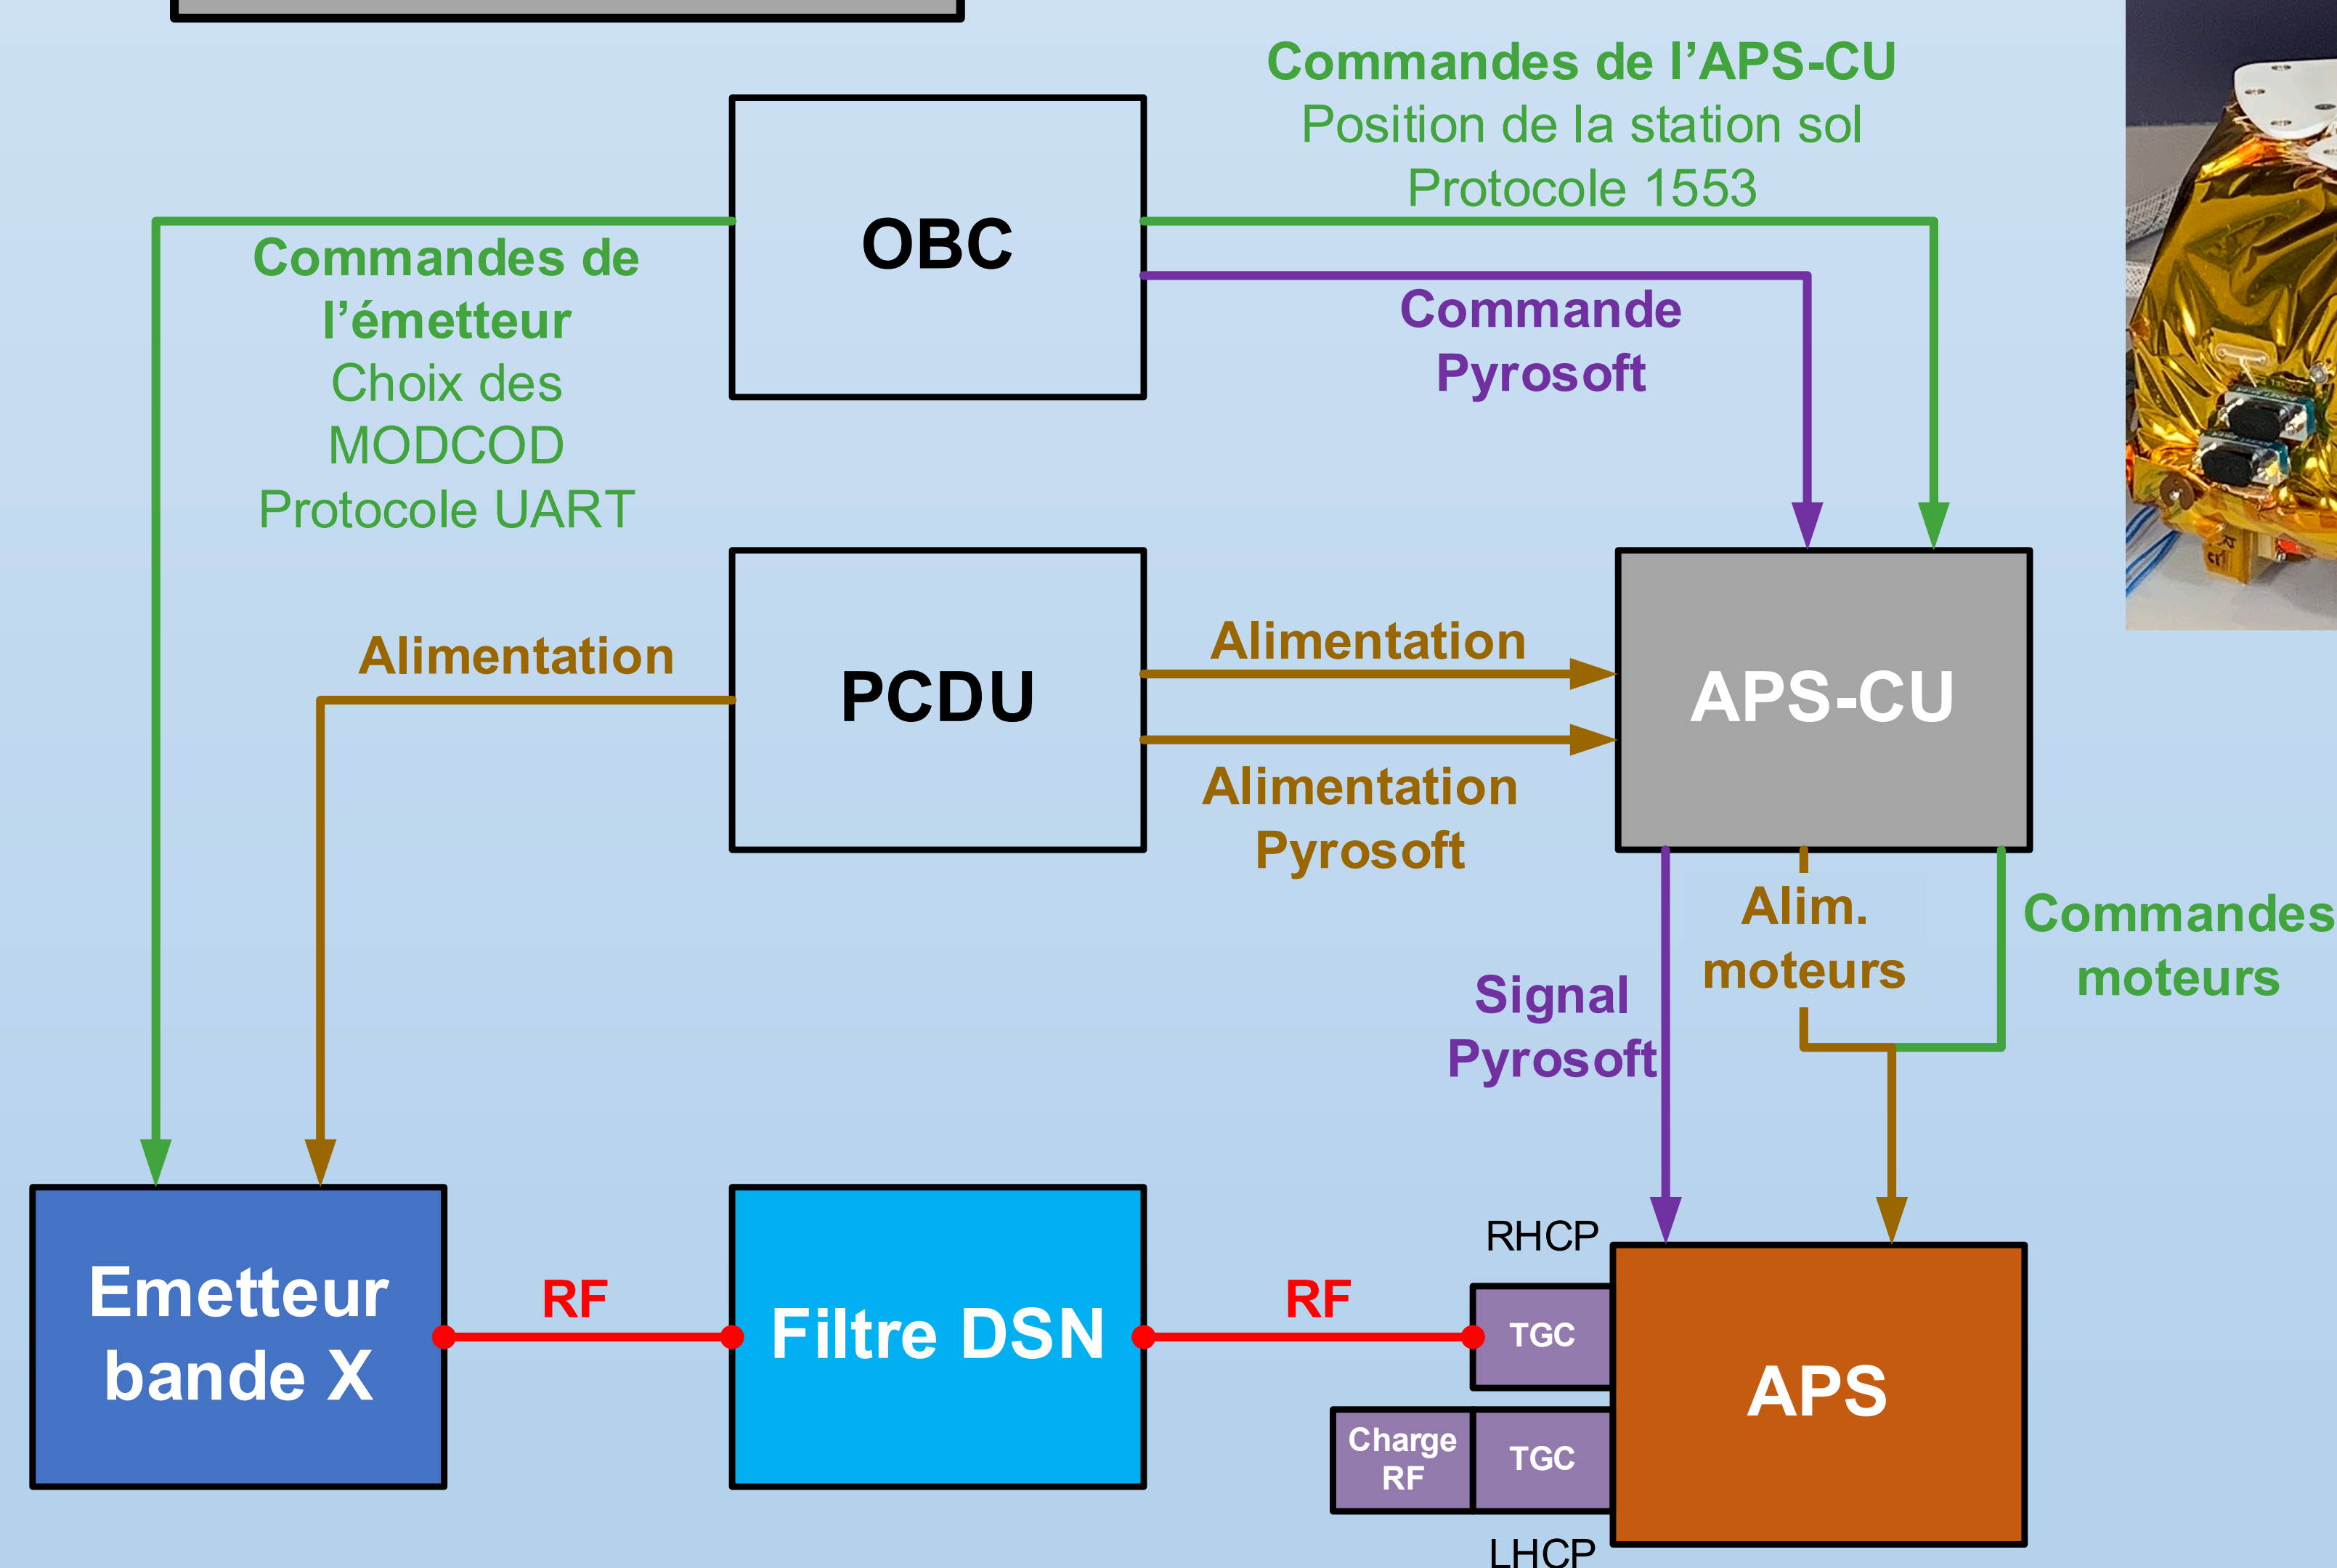 Commandes de l’APS-CU
Position de la station sol
Protocole 1553
OBC
Commandes de
l’émetteur
Choix des
MODCOD
Protocole UART
Commande
Pyrosoft
Alimentation
PCDU
Alimentation
Alimentation
Pyrosoft
APS-CU
Alim.
moteurs
Commandes
moteurs
Signal
Pyrosoft
Emetteur
bande X
RF
Filtre DSN
RF
RHCP
TGC
APS
Charge
RF
TGC
LHCP